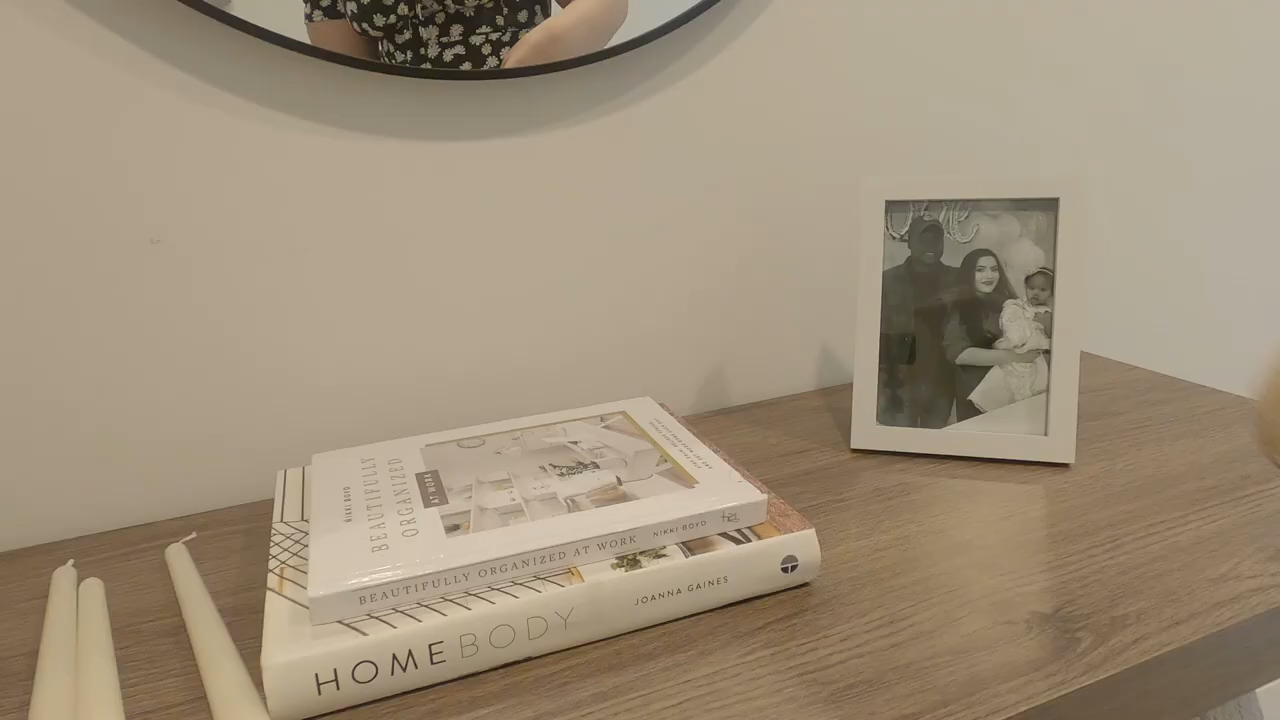 NIKKI BOYD
BEAUTIFULLY
ORGANIZED
AT WORK
BEAUTIFULLY ORGANIZED AT WORK NIKKI BOYD
HOMEBODY JOANNA GAINES